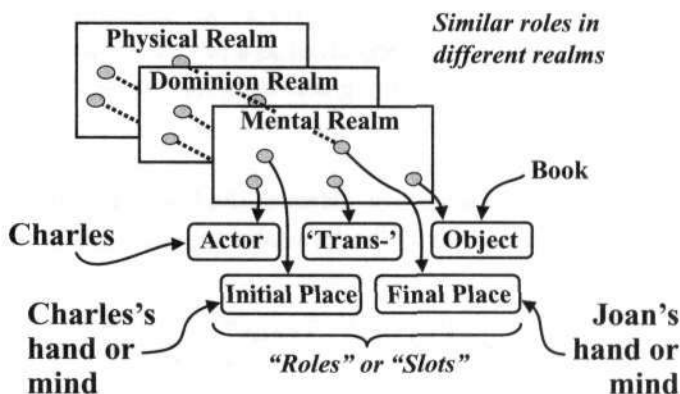 Physical Realm
Similar roles in
different realms
Dominion Realm
Mental Realm
Book
Charles
Actor
‘Trans-’
Object
Initial Place
Final Place
Charles’s
hand or
mind
“Roles” or “Slots”
Joan’s
hand or
mind